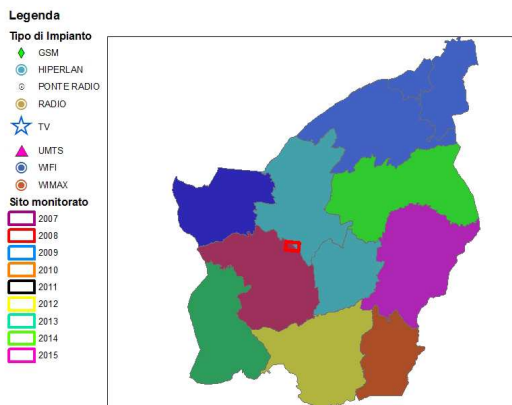 Legenda
Tipo di Impianto
GSM
HIPERLAN
PONTE RADIO
RADIO
TV
UMTS
WIFI
WIMAX
Sito monitorato
2007
2008
2009
2010
2011
2012
2013
2014
2015